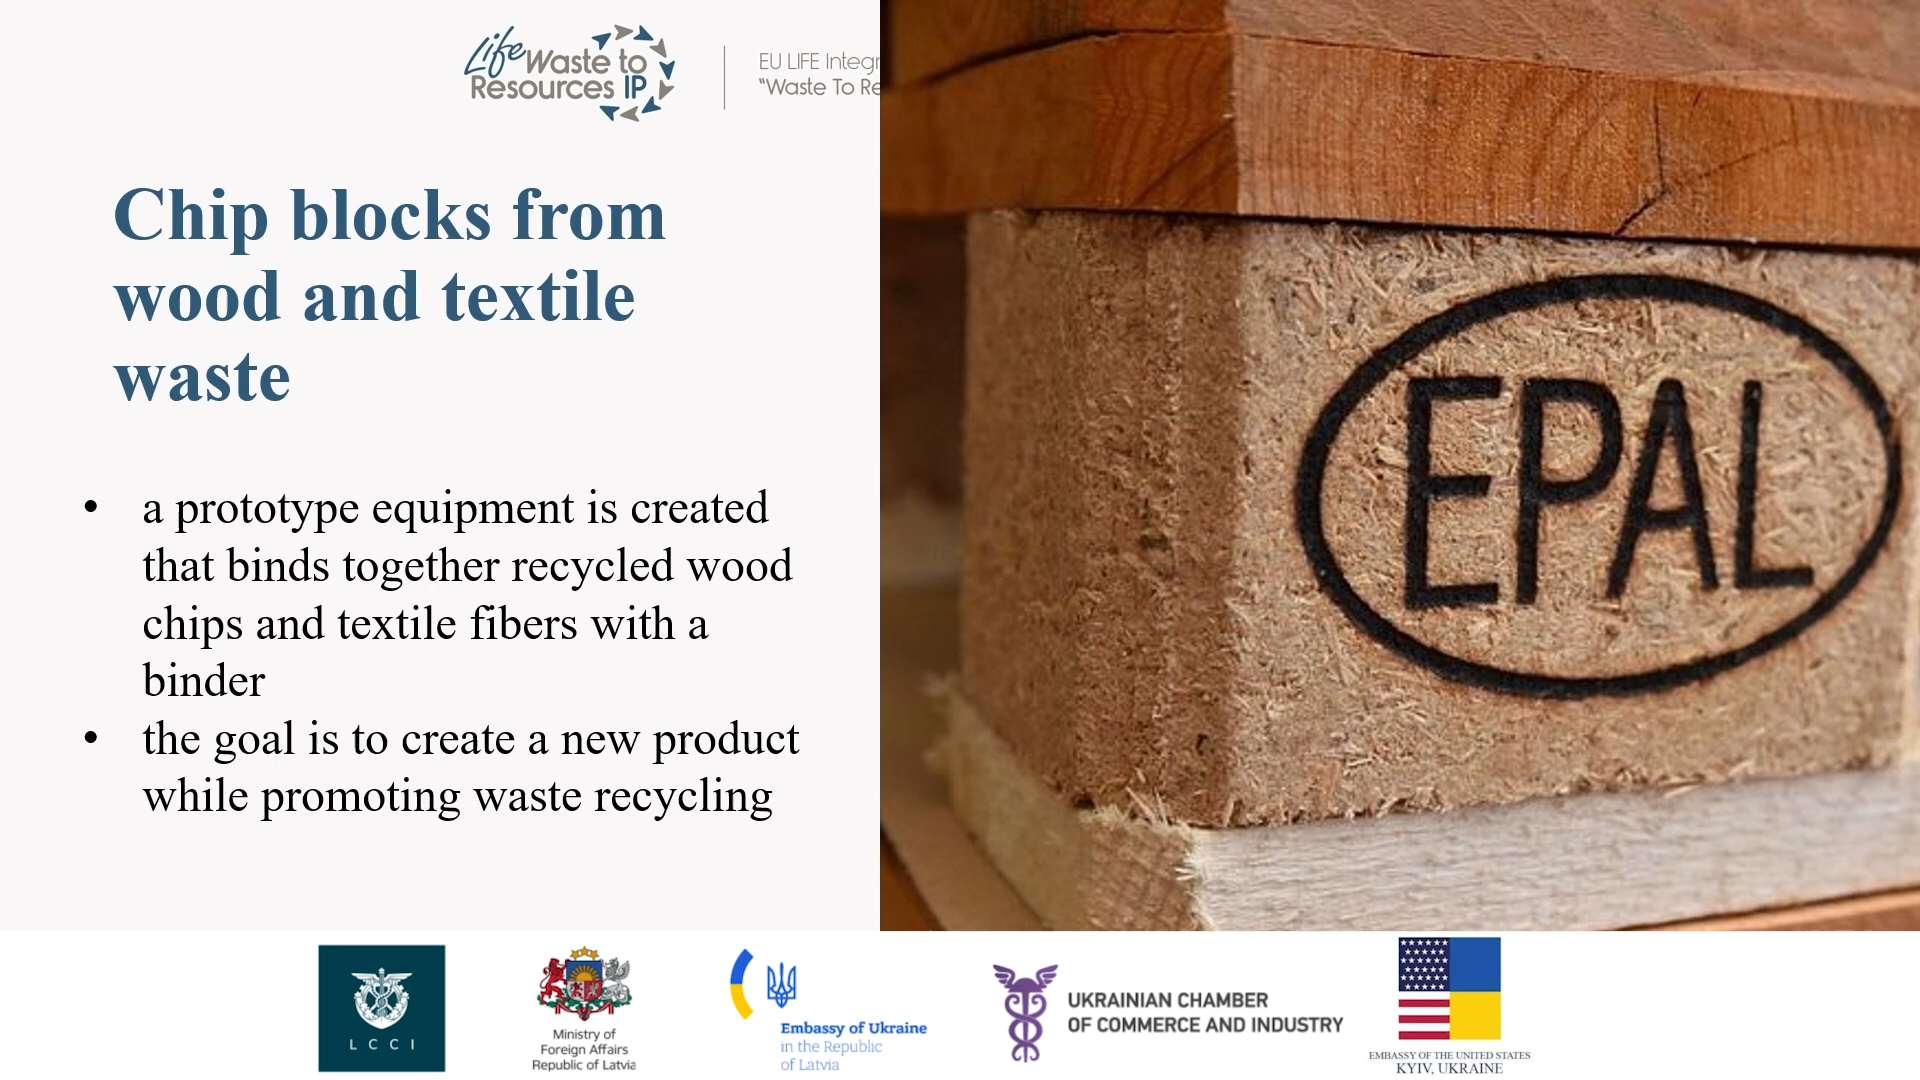 Life Waste to
Resources IP
EU LIFE Integr
"Waste To Re
Chip blocks from
wood and textile
waste
• a prototype equipment is created
that binds together recycled wood
chips and textile fibers with a
binder
• the goal is to create a new product
while promoting waste recycling
EPAL
LCCI
Ministry of
Foreign Affairs
Republic of Latvia
Embassy of Ukraine
in the Republic
of Latvia
UKRAINIAN CHAMBER
OF COMMERCE AND INDUSTRY
EMBASSY OF THE UNITED STATES
KYIV, UKRAINE